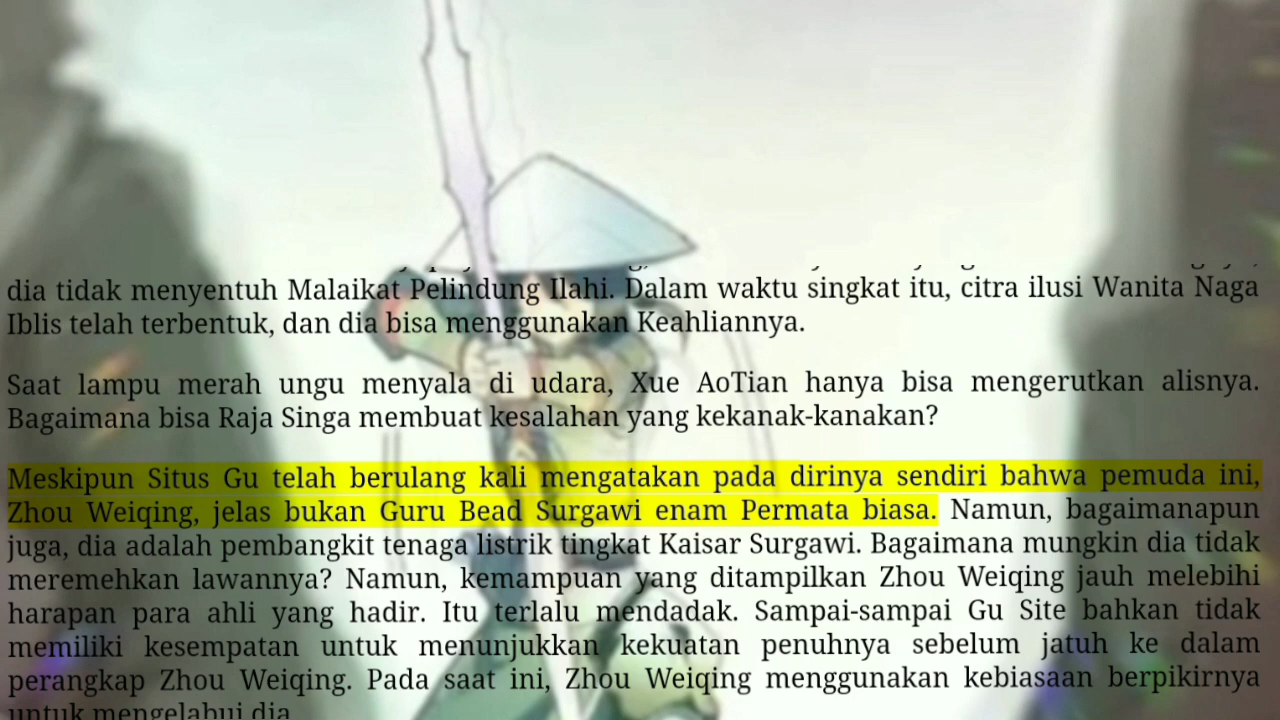 dia tidak menyentuh Malaikat Pelindung Ilahi. Dalam waktu singkat itu, citra ilusi Wanita Naga
Iblis telah terbentuk, dan dia bisa menggunakan Keahliannya.
Saat lampu merah ungu menyala di udara, Xue AoTian hanya bisa mengerutkan alisnya.
Bagaimana bisa Raja Singa membuat kesalahan yang kekanak-kanakan?
Meskipun Situs Gu telah berulang kali mengatakan pada dirinya sendiri bahwa pemuda ini,
Zhou Weiqing, jelas bukan Guru Bead Surgawi enam Permata biasa. Namun, bagaimanapun
juga, dia adalah pembangkit tenaga listrik tingkat Kaisar Surgawi. Bagaimana mungkin dia tidak
meremehkan lawannya? Namun, kemampuan yang ditampilkan Zhou Weiqing jauh melebihi
harapan para ahli yang hadir. Itu terlalu mendadak. Sampai-sampai Gu Site bahkan tidak
memiliki kesempatan untuk menunjukkan kekuatan penuhnya sebelum jatuh ke dalam
perangkap Zhou Weiqing. Pada saat ini, Zhou Weiqing menggunakan kebiasaan berpikirnya
untuk mengelabui dia